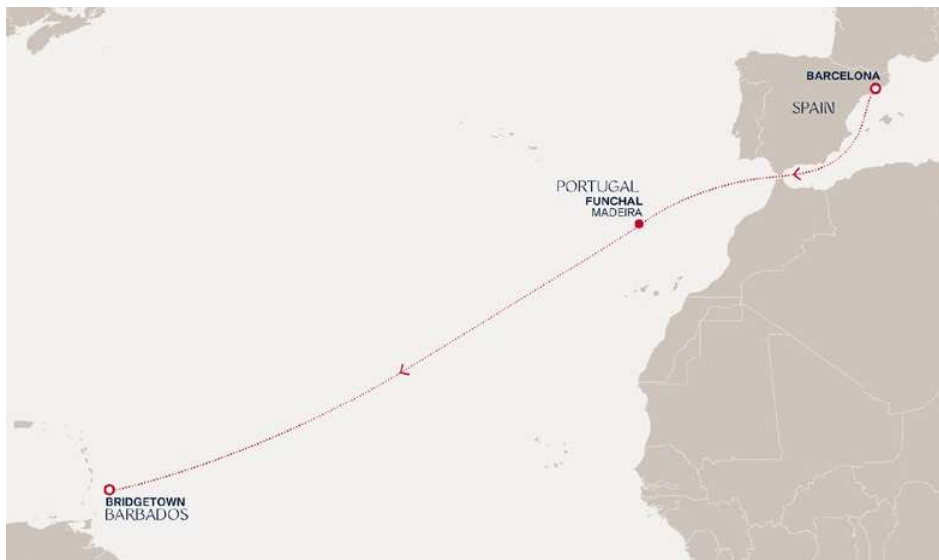 BARCELONA
SPAIN
PORTUGAL
FUNCHAL
MADEIRA
BRIDGETOWN
BARBADOS